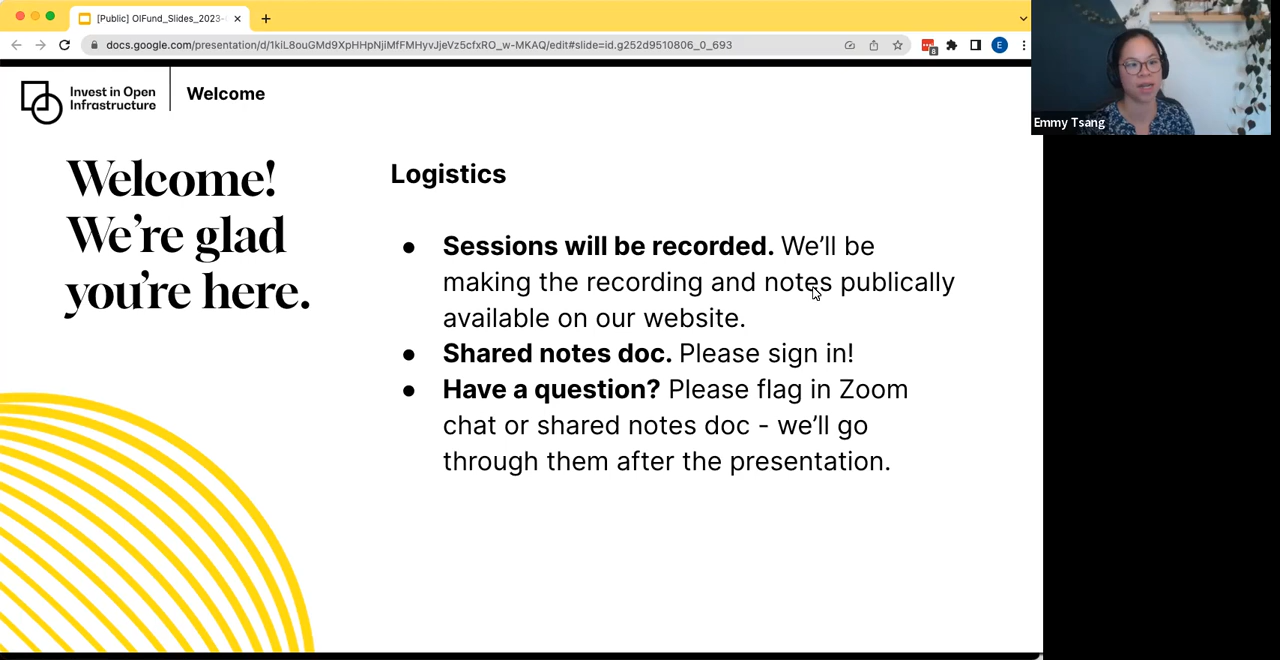 [Public] OIFund_Slides_2023-
docs.google.com/presentation/d/1kiL8ouGMd9XpHHpNjiMfFMHyvJjeVz5cfxRO_w-MKAQ/edit#slide=id.g252d9510806_0_693
8
E
Emmy Tsang
Invest in Open
Infrastructure
Welcome
Welcome!
We’re glad
you’re here.
Logistics
● Sessions will be recorded. We’ll be
making the recording and notes publically
available on our website.
● Shared notes doc. Please sign in!
● Have a question? Please flag in Zoom
chat or shared notes doc - we’ll go
through them after the presentation.